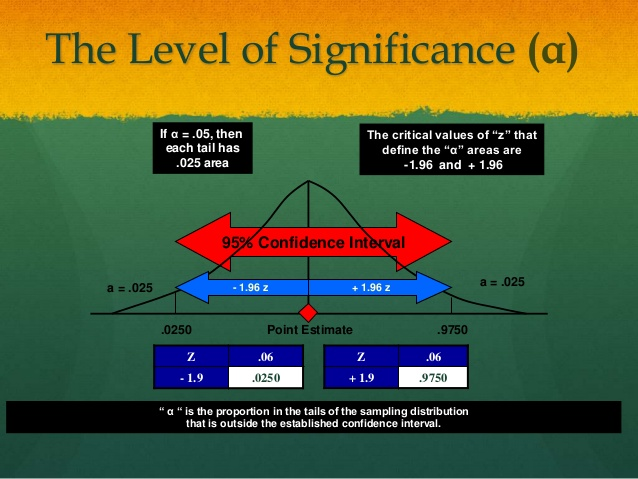 The Level of Significance (α)
If α = .05, then
each tail has
.025 area
The critical values of “z” that
define the “α” areas are
-1.96 and + 1.96
95% Confidence Interval
a = .025
- 1.96 z
+ 1.96 z
a = .025
.0250
Point Estimate
.9750
Z .06
- 1.9 .0250
Z .06
+ 1.9 .9750
“ α “ is the proportion in the tails of the sampling distribution
that is outside the established confidence interval.